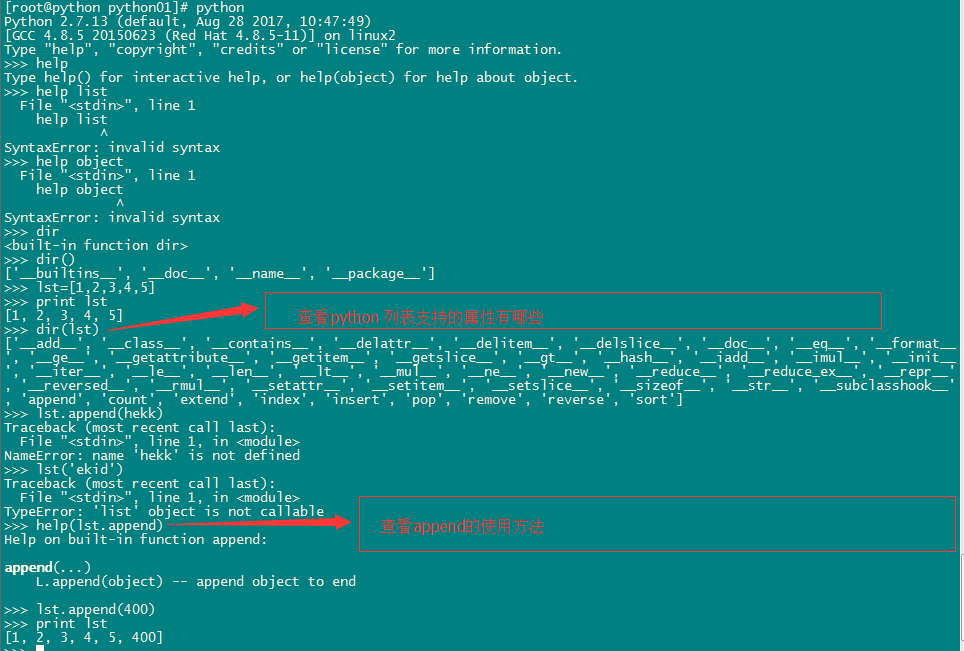 [root@python python01]# python
Python 2.7.13 (default, Aug 28 2017, 10:47:49)
[GCC 4.8.5 20150623 (Red Hat 4.8.5-11)] on linux2
Type "help", "copyright", "credits" or "license" for more information.
>>> help
Type help() for interactive help, or help(object) for help about object.
>>> help list
  File "<stdin>", line 1
    help list
            ^
SyntaxError: invalid syntax
>>> help object
  File "<stdin>", line 1
    help object
              ^
SyntaxError: invalid syntax
>>> dir
<built-in function dir>
>>> dir()
['__builtins__', '__doc__', '__name__', '__package__']
>>> lst=[1,2,3,4,5]
>>> print lst
[1, 2, 3, 4, 5]
查看python 列表支持的属性有哪些
>>> dir(lst)
['__add__', '__class__', '__contains__', '__delattr__', '__delitem__', '__delslice__', '__doc__', '__eq__', '__format__
', '__ge__', '__getattribute__', '__getitem__', '__getslice__', '__gt__', '__hash__', '__iadd__', '__imul__', '__init__
', '__iter__', '__le__', '__len__', '__lt__', '__mul__', '__ne__', '__new__', '__reduce__', '__reduce_ex__', '__repr__'
, '__reversed__', '__rmul__', '__setattr__', '__setitem__', '__setslice__', '__sizeof__', '__str__', '__subclasshook__'
, 'append', 'count', 'extend', 'index', 'insert', 'pop', 'remove', 'reverse', 'sort']
>>> lst.append(hekk)
Traceback (most recent call last):
  File "<stdin>", line 1, in <module>
NameError: name 'hekk' is not defined
>>> lst('ekid')
Traceback (most recent call last):
  File "<stdin>", line 1, in <module>
TypeError: 'list' object is not callable
>>> help(lst.append)
查看append的使用方法
Help on built-in function append:
append(...)
    L.append(object) -- append object to end
>>> lst.append(400)
>>> print lst
[1, 2, 3, 4, 5, 400]
>>>